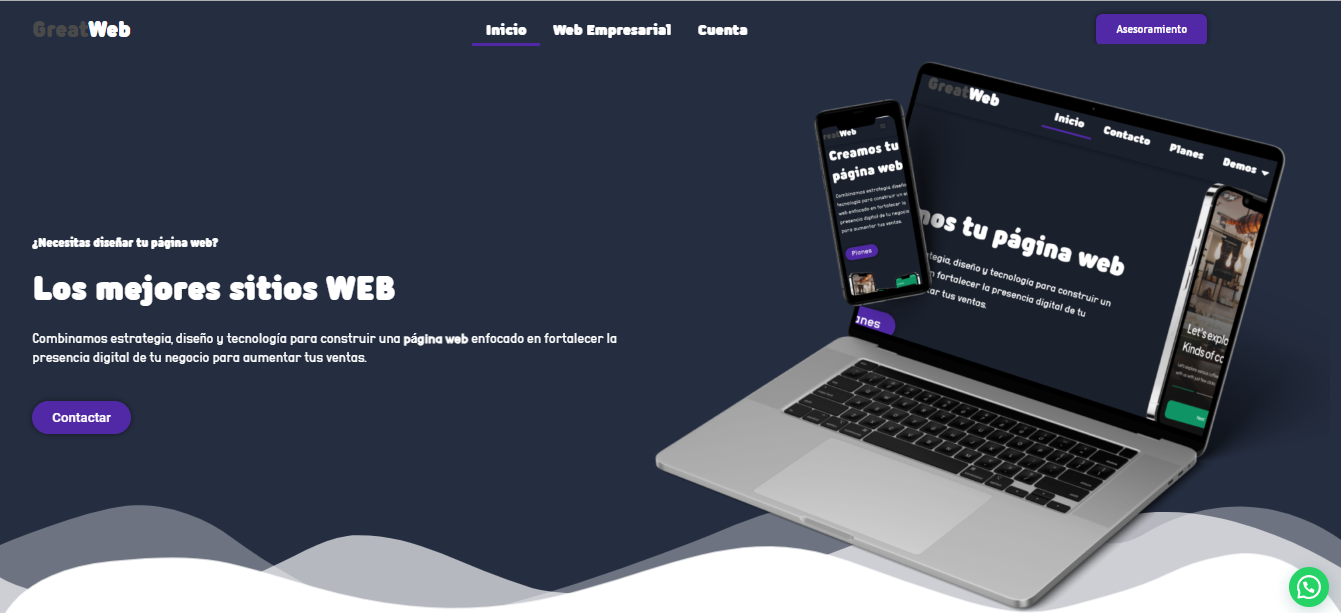 GreatWeb
Inicio
Web Empresarial
Cuenta
Asesoramiento
¿Necesitas diseñar tu página web?
Los mejores sitios WEB
Combinamos estrategia, diseño y tecnología para construir una página web enfocado en fortalecer la
presencia digital de tu negocio para aumentar tus ventas.
Contactar
reatWeb
Creamos tu
página web
Combinamos estrategia, diseño
tecnología para construir un
web enfocado en fortalecer la
presencia digital de tu negocio
para aumentar tus ventas.
Planes
GreatWeb
Inicio
Contacto
Planes
Demos
mos tu página web
ategia, diseño y tecnología para construir un
n fortalecer la presencia digital de tu
tar tus ventas.
anes
Let's explo
Kinds of co